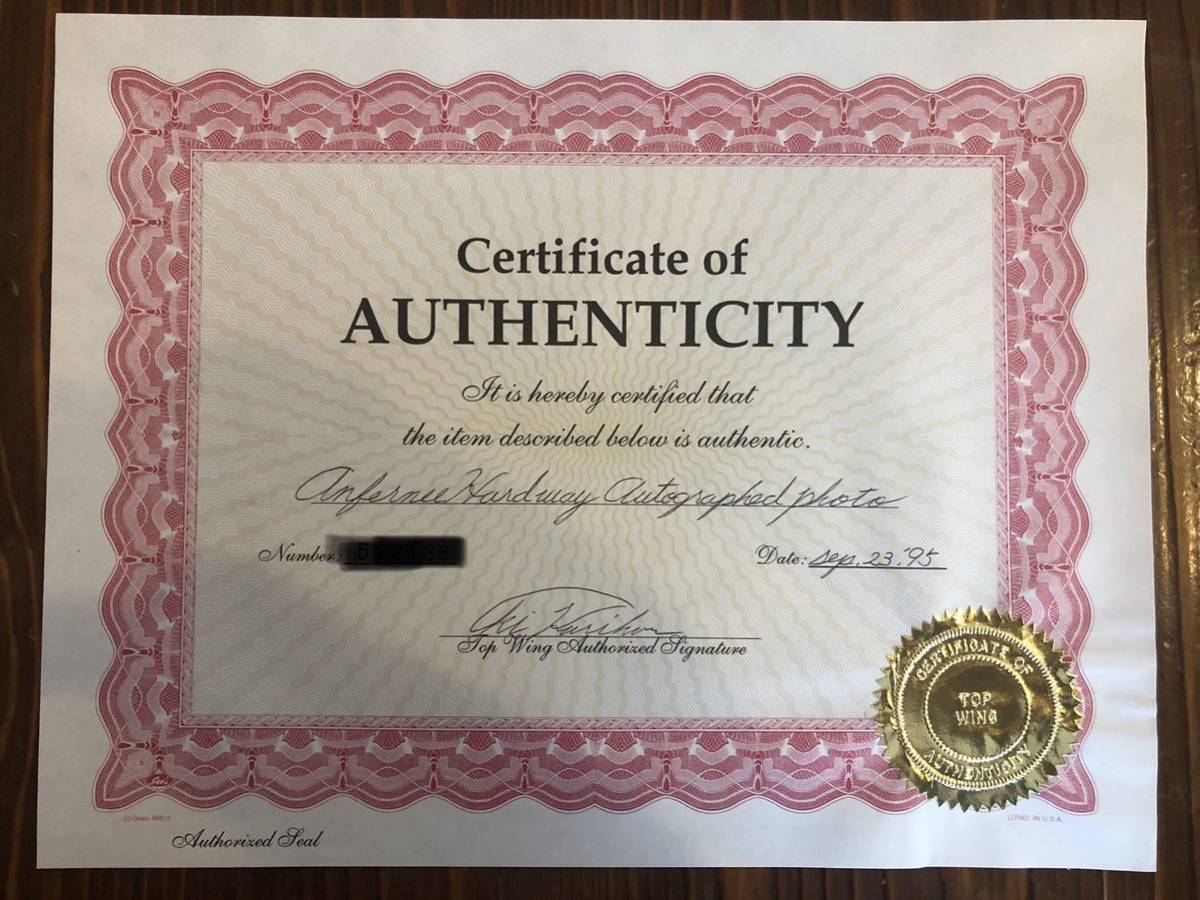 Certificate of
AUTHENTICITY
It is hereby certified that
the item described below is authentic.
Anfernee Hardway Autographed photo
Number:
Date: Sep. 23. '95
Top Wing Authorized Signature
CERTIFICATE OF
TOP
WING
AUTHENTICITY
LITHO. IN U.S.A.
Authorized Seal